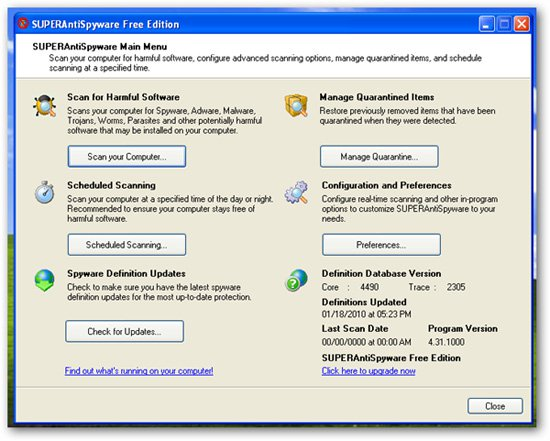 SUPERAntiSpyware Free Edition
SUPERAntiSpyware Main Menu
Scan your computer for harmful software, configure advanced scanning options, manage quarantined items, and schedule
scanning at a specified time.
Scan for Harmful Software
Scans your computer for Spyware, Adware, Malware,
Trojans, Worms, Parasites and other potentially harmful
software that may be installed on your computer.
Scan your Computer...
Manage Quarantined Items
Restore previously removed items that have been
quarantined when they were detected.
Manage Quarantine...
Scheduled Scanning
Scan your computer at a specified time of the day or night.
Recommended to ensure your computer stays free of
harmful software.
Scheduled Scanning...
Configuration and Preferences
Configure real-time scanning and other in-program
options to customize SUPERAntiSpyware to your
needs.
Preferences...
Spyware Definition Updates
Check to make sure you have the latest spyware
definition updates for the most up-to-date protection.
Check for Updates...
Find out what's running on your computer!
Definition Database Version
Core : 4490 Trace : 2305
Definitions Updated
01/18/2010 at 05:23 PM
Last Scan Date Program Version
00/00/0000 at 00:00 AM 4.31.1000
SUPERAntiSpyware Free Edition
Click here to upgrade now
Close